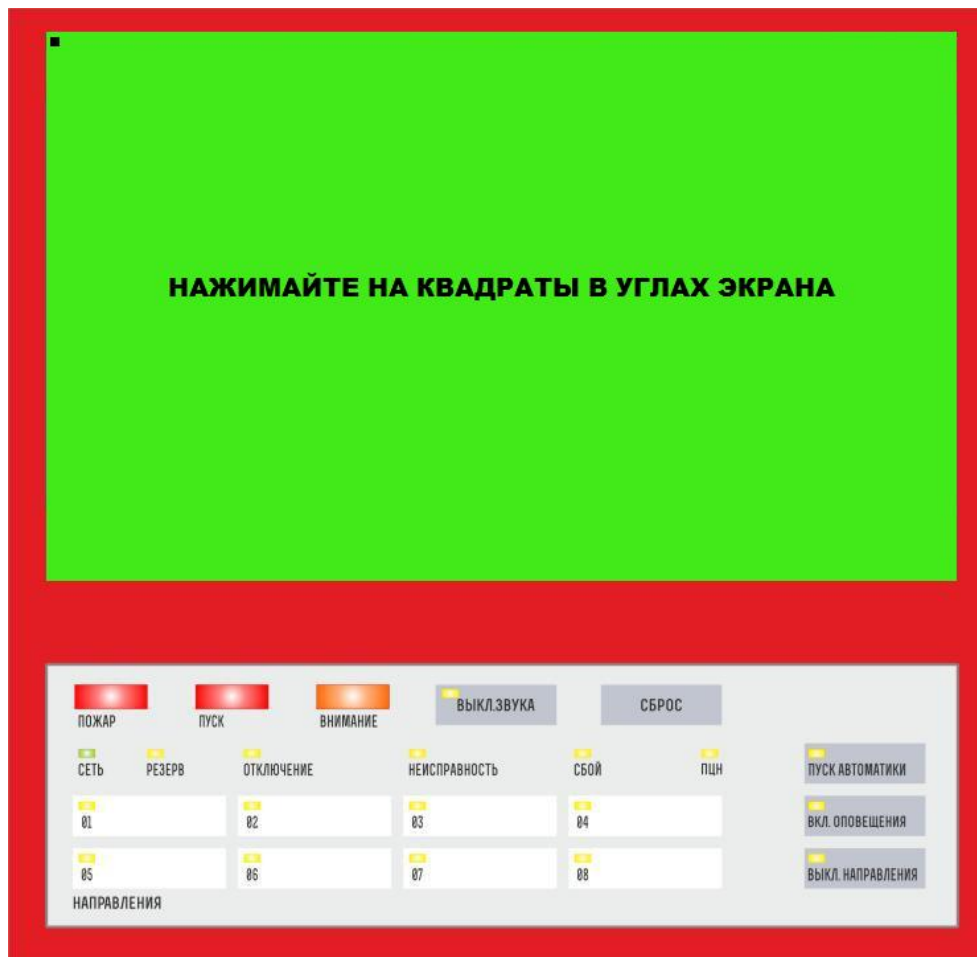 НАЖИМАЙТЕ НА КВАДРАТЫ В УГЛАХ ЭКРАНА
ПОЖАР ПУСК ВНИМАНИЕ ВЫКЛ.ЗВУКА СБРОС
СЕТЬ РЕЗЕРВ ОТКЛЮЧЕНИЕ НЕИСПРАВНОСТЬ СБОЙ ПЦН ПУСК АВТОМАТИКИ
01 02 03 04 ВКЛ. ОПОВЕЩЕНИЯ
05 06 07 08 ВЫКЛ. НАПРАВЛЕНИЯ
НАПРАВЛЕНИЯ